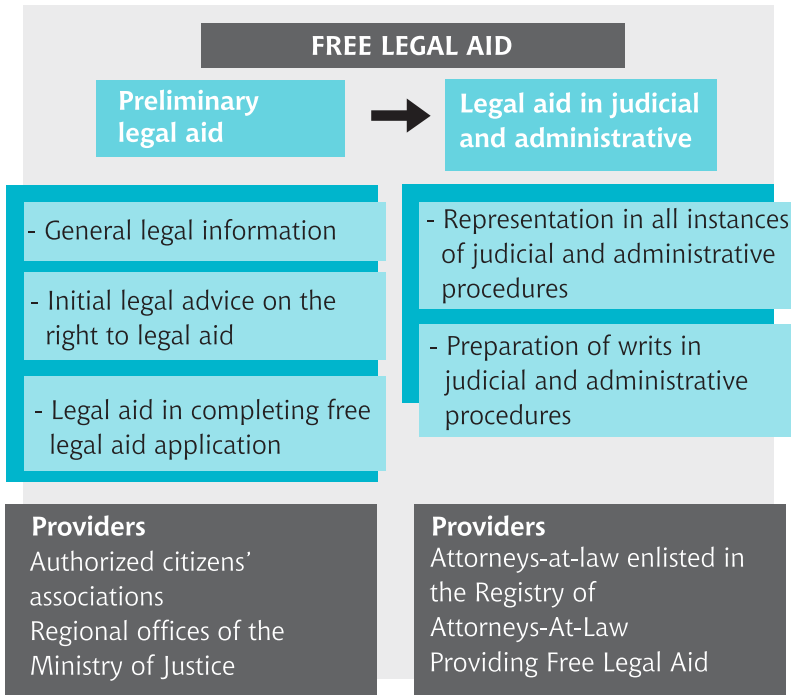 FREE LEGAL AID
Preliminary
legal aid
Legal aid in judicial
and administrative
- General legal information
- Initial legal advice on the
right to legal aid
- Legal aid in completing free
legal aid application
- Representation in all instances
of judicial and administrative
procedures
- Preparation of writs in
judicial and administrative
procedures
Providers
Authorized citizens’
associations
Regional offices of the
Ministry of Justice
Providers
Attorneys-at-law enlisted in
the Registry of
Attorneys-At-Law
Providing Free Legal Aid